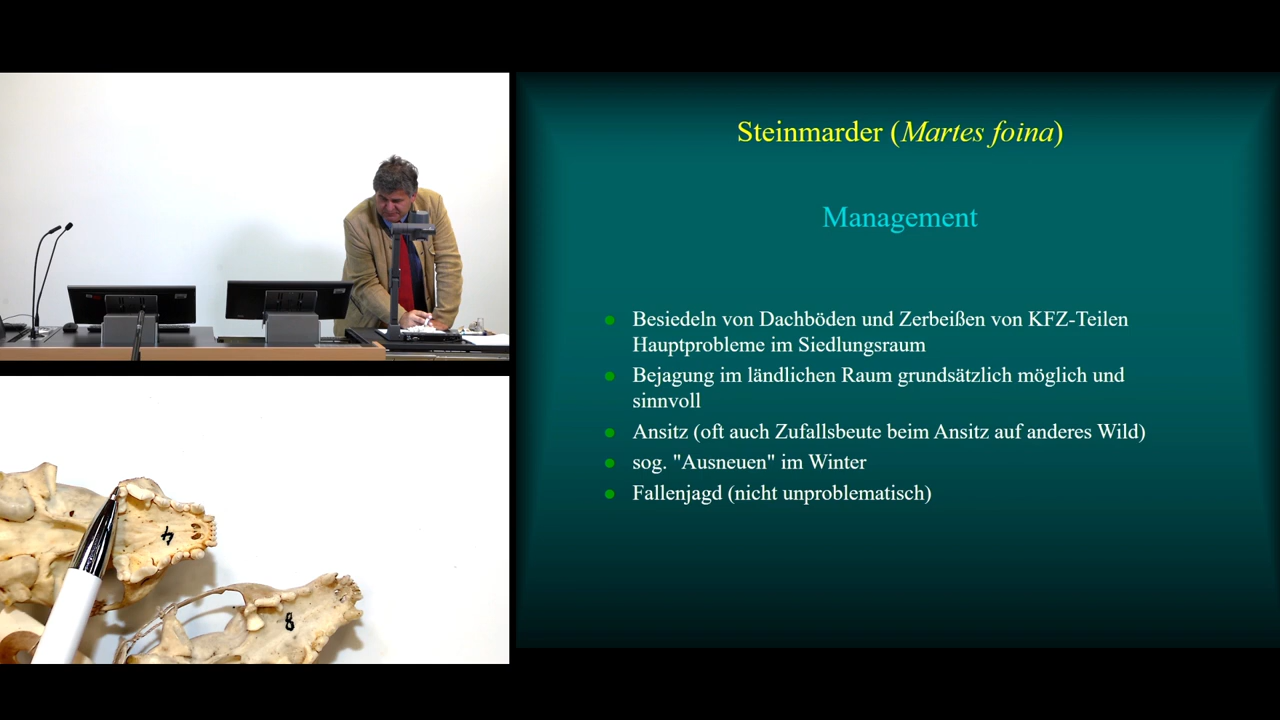 Steinmarder (Martes foina)
Management
Besiedeln von Dachböden und Zerbeißen von KFZ-Teilen
Hauptprobleme im Siedlungsraum
Bejagung im ländlichen Raum grundsätzlich möglich und
sinnvoll
Ansitz (oft auch Zufallsbeute beim Ansitz auf anderes Wild)
sog. "Ausneuen" im Winter
Fallenjagd (nicht unproblematisch)
4
8